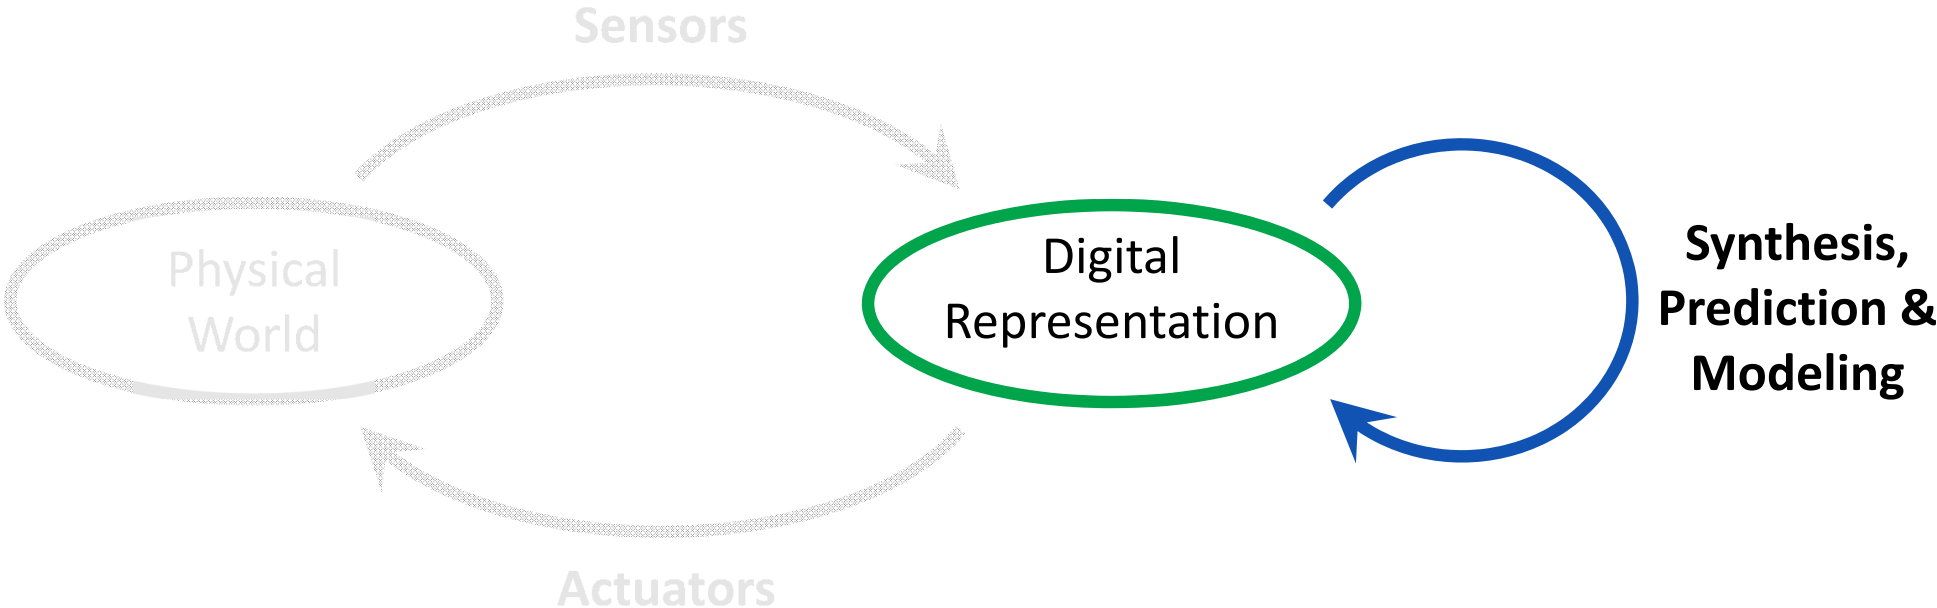 Sensors
Physical
World
Digital
Representation
Synthesis,
Prediction &
Modeling
Actuators